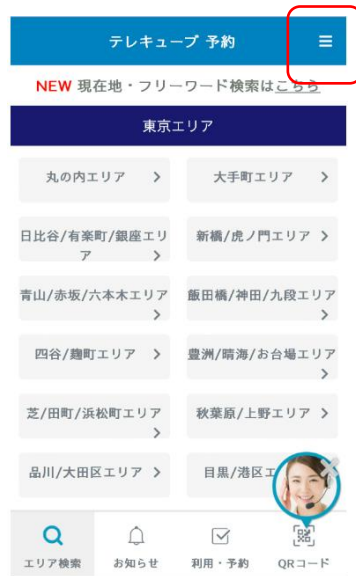 テレキューブ 予約
NEW 現在地・フリーワード検索はこちら
東京エリア
丸の内エリア
大手町エリア
日比谷/有楽町/銀座エリ
ア
新橋/虎ノ門エリア
青山/赤坂/六本木エリア
飯田橋/神田/九段エリア
四谷/麹町エリア
豊洲/晴海/お台場エリア
芝/田町/浜松町エリア
秋葉原/上野エリア
品川/大田区エリア
目黒/港区エ
エリア検索
お知らせ
利用・予約
QRコード